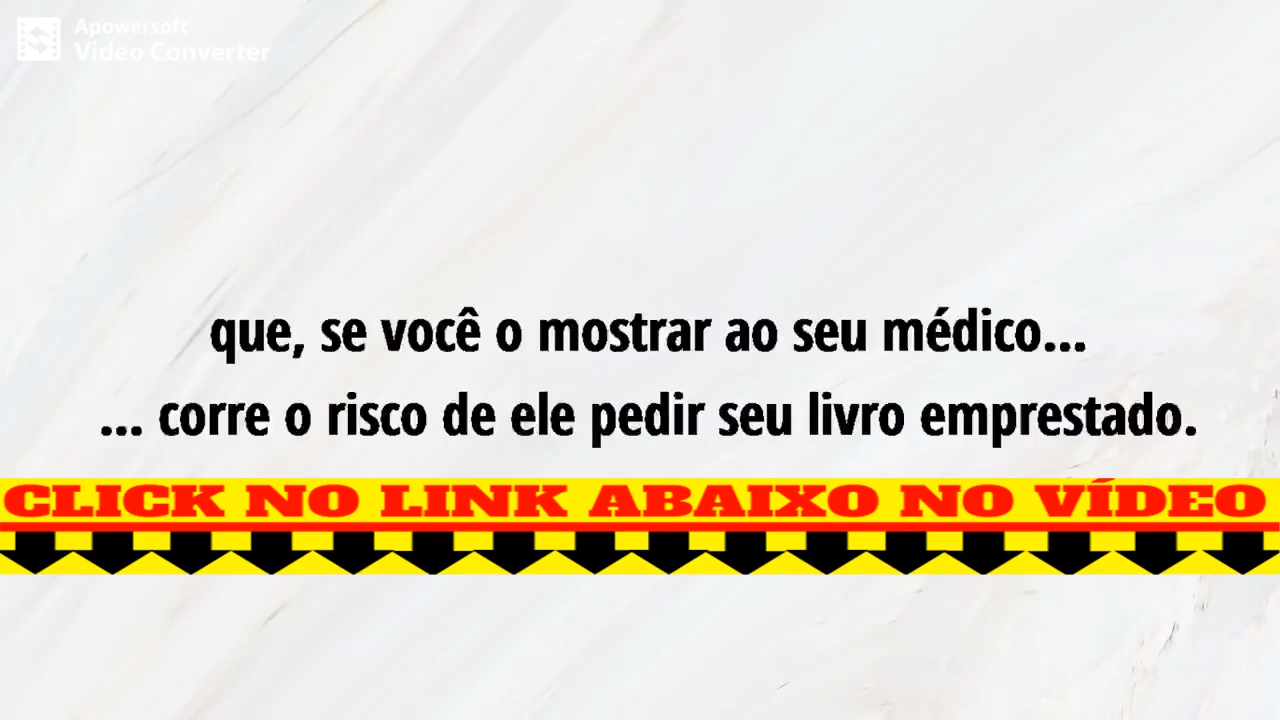 Apowersoft
Video Converter
que, se você o mostrar ao seu médico...
... corre o risco de ele pedir seu livro emprestado.
CLICK NO LINK ABAIXO NO VÍDEO